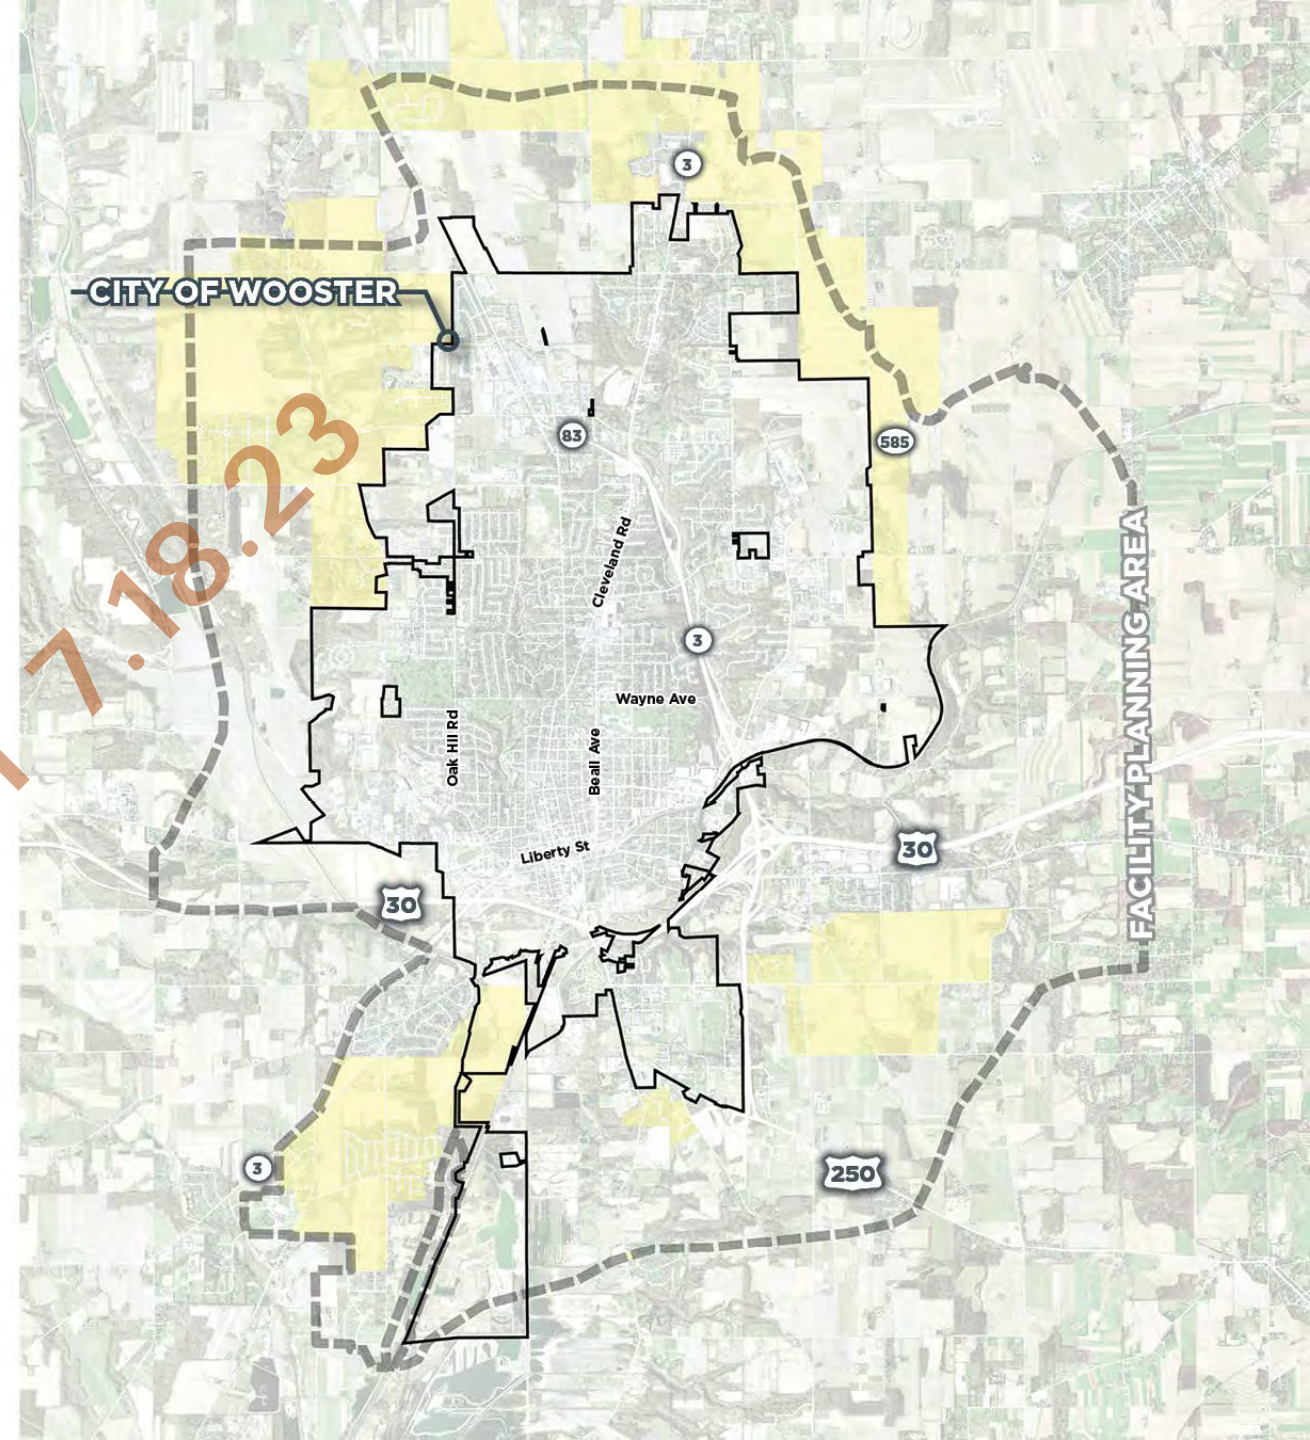 3
CITY OF WOOSTER
83
585
Cleveland Rd
7.18.23
3
Wayne Ave
Oak Hil Rd
Beall Ave
FACILITY PLANNING AREA
Liberty St
30
30
3
250